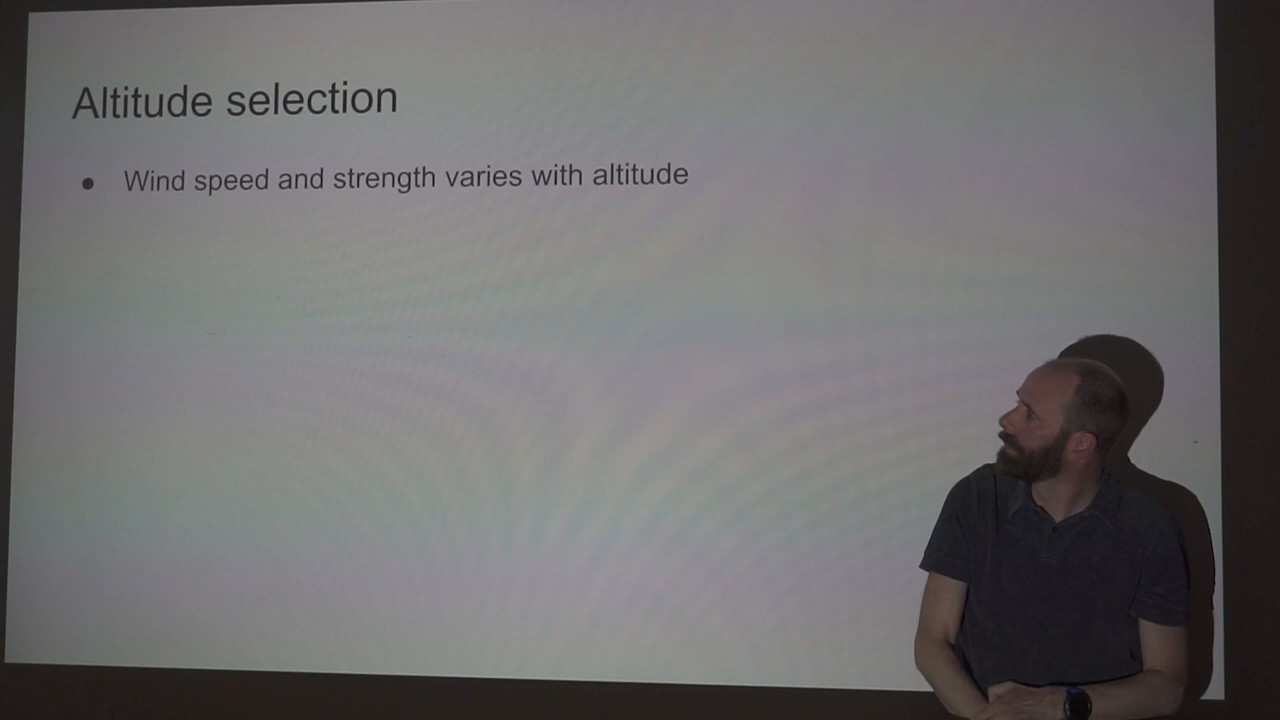 Altitude selection
● Wind speed and strength varies with altitude